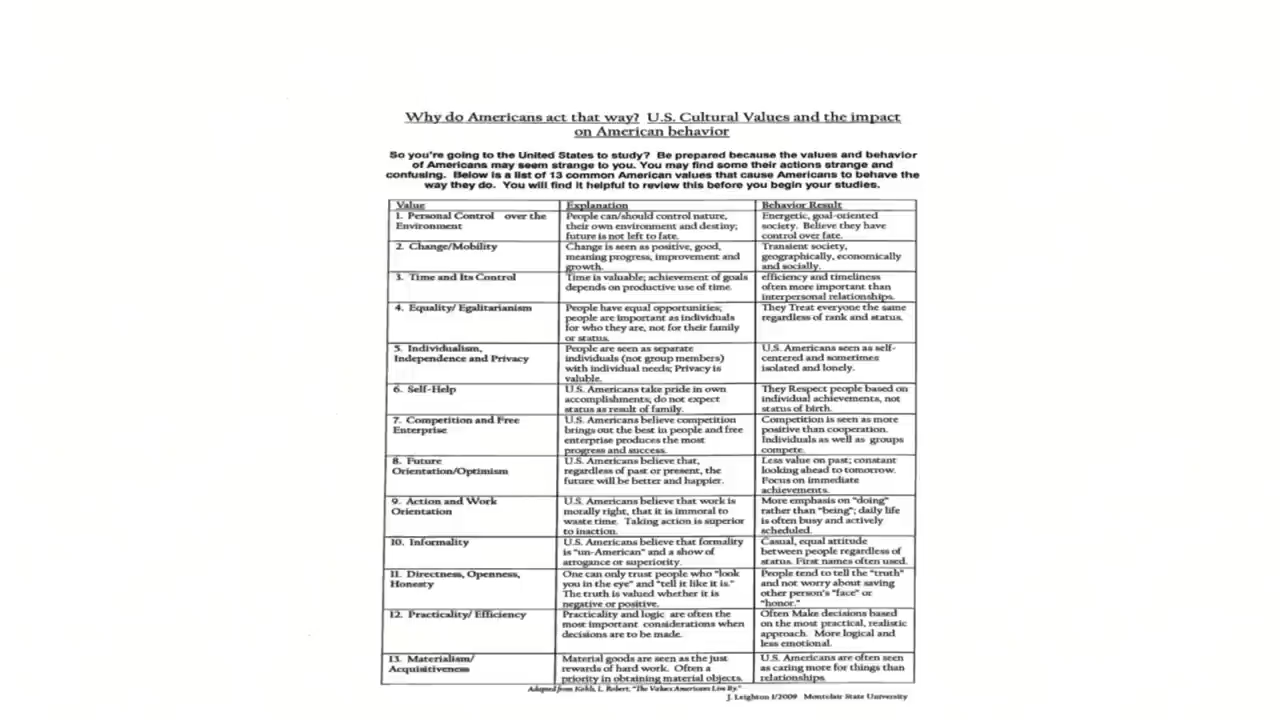 Why do Americans act that way? U.S. Cultural Values and the impact
on American behavior
So you're going to the United States to study? Be prepared because the values and behavior
of Americans may seem strange to you. You may find some their actions strange and
confusing. Below is a list of 13 common American values that cause Americans to behave the
way they do. You will find it helpful to review this before you begin your studies.
Value
Explanation
Behavior Result
1. Personal Control over the
Environment
People can/should control nature,
their own environment and destiny;
future is not left to fate.
Energetic, goal-oriented
society. Believe they have
control over fate.
2. Change/Mobility
Change is seen as positive, good,
meaning progress, improvement and
growth.
Transient society,
geographically, economically
and socially.
3. Time and Its Control
Time is valuable; achievement of goals
depends on productive use of time.
efficiency and timeliness
often more important than
interpersonal relationships.
4. Equality/ Egalitarianism
People have equal opportunities;
people are important as individuals
for who they are, not for their family
or status.
They Treat everyone the same
regardless of rank and status.
5. Individualism,
Independence and Privacy
People are seen as separate
individuals (not group members)
with individual needs; Privacy is
valuble.
U.S. Americans seen as self-
centered and sometimes
isolated and lonely.
6. Self-Help
U.S. Americans take pride in own
accomplishments; do not expect
status as result of family.
They Respect people based on
individual achievements, not
status of birth.
7. Competition and Free
Enterprise
U.S. Americans believe competition
brings out the best in people and free
enterprise produces the most
progress and success.
Competition is seen as more
positive than cooperation.
Individuals as well as groups
compete.
8. Future
Orientation/Optimism
U.S. Americans believe that,
regardless of past or present, the
future will be better and happier.
Less value on past; constant
looking ahead to tomorrow.
Focus on immediate
achievements.
9. Action and Work
Orientation
U.S. Americans believe that work is
morally right, that it is immoral to
waste time. Taking action is superior
to inaction.
More emphasis on "doing"
rather than "being"; daily life
is often busy and actively
scheduled.
10. Informality
U.S. Americans believe that formality
is "un-American" and a show of
arrogance or superiority.
Casual, equal attitude
between people regardless of
status. First names often used.
11. Directness, Openness,
Honesty
One can only trust people who "look
you in the eye" and "tell it like it is."
The truth is valued whether it is
negative or positive.
People tend to tell the "truth"
and not worry about saving
other person's "face" or
"honor."
12. Practicality/ Efficiency
Practicality and logic are often the
most important considerations when
decisions are to be made.
Often Make decisions based
on the most practical, realistic
approach. More logical and
less emotional.
13. Materialism/
Acquisitiveness
Material goods are seen as the just
rewards of hard work. Often a
priority in obtaining material objects.
U.S. Americans are often seen
as caring more for things than
relationships.
Adapted from Kohls, L. Robert, "The Values Americans Live By."
J. Leighton 1/2009 Montclair State University